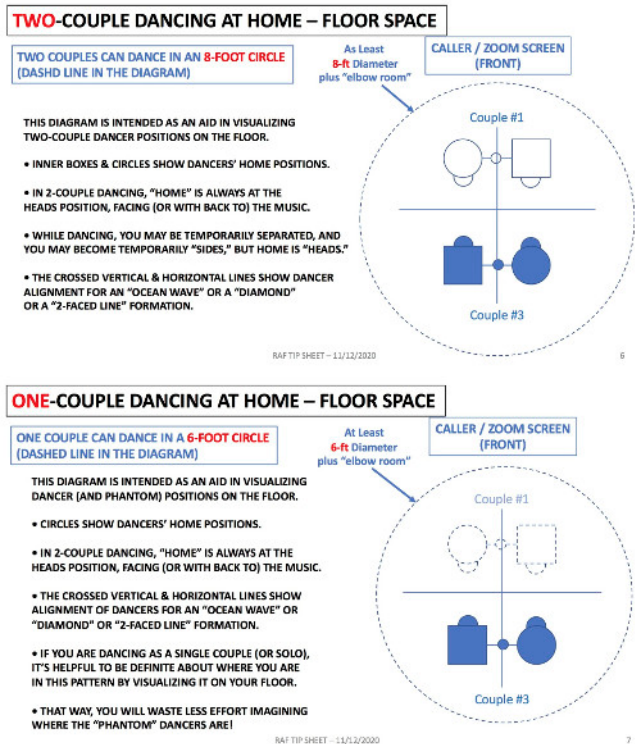 TWO-COUPLE DANCING AT HOME – FLOOR SPACE
TWO COUPLES CAN DANCE IN AN 8-FOOT CIRCLE
(DASHD LINE IN THE DIAGRAM)
As Least
8-ft Diameter
plus "elbow room"
CALLER / ZOOM SCREEN
(FRONT)
THIS DIAGRAM IS INTENDED AS AN AID IN VISUALIZING
TWO-COUPLE DANCER POSITIONS ON THE FLOOR.
• INNER BOXES & CIRCLES SHOW DANCERS' HOME POSITIONS.
• IN 2-COUPLE DANCING, "HOME" IS ALWAYS AT THE
HEADS POSITION, FACING (OR WITH BACK TO) THE MUSIC.
• WHILE DANCING, YOU MAY BE TEMPORARILY SEPARATED, AND
YOU MAY BECOME TEMPORARILY "SIDES," BUT HOME IS "HEADS."
• THE CROSSED VERTICAL & HORIZONTAL LINES SHOW DANCER
ALIGNMENT FOR AN "OCEAN WAVE" OR A "DIAMOND"
OR A "2-FACED LINE" FORMATION.
Couple #1
Couple #3
RAF TIP SHEET – 11/12/2020
6
ONE-COUPLE DANCING AT HOME – FLOOR SPACE
ONE COUPLE CAN DANCE IN A 6-FOOT CIRCLE
(DASHED LINE IN THE DIAGRAM)
At Least
6-ft Diameter
plus "elbow room"
CALLER / ZOOM SCREEN
(FRONT)
THIS DIAGRAM IS INTENDED AS AN AID IN VISUALIZING
DANCER (AND PHANTOM) POSITIONS ON THE FLOOR.
• CIRCLES SHOW DANCERS' HOME POSITIONS.
• IN 2-COUPLE DANCING, "HOME" IS ALWAYS AT THE
HEADS POSITION, FACING (OR WITH BACK TO) THE MUSIC.
• THE CROSSED VERTICAL & HORIZONTAL LINES SHOW
ALIGNMENT OF DANCERS FOR AN "OCEAN WAVE" OR
"DIAMOND" OR "2-FACED LINE" FORMATION.
• IF YOU ARE DANCING AS A SINGLE COUPLE (OR SOLO),
IT'S HELPFUL TO BE DEFINITE ABOUT WHERE YOU ARE
IN THIS PATTERN BY VISUALIZING IT ON YOUR FLOOR.
• THAT WAY, YOU WILL WASTE LESS EFFORT IMAGINING
WHERE THE "PHANTOM" DANCERS ARE!
Couple #1
Couple #3
RAF TIP SHEET – 11/12/2020
7